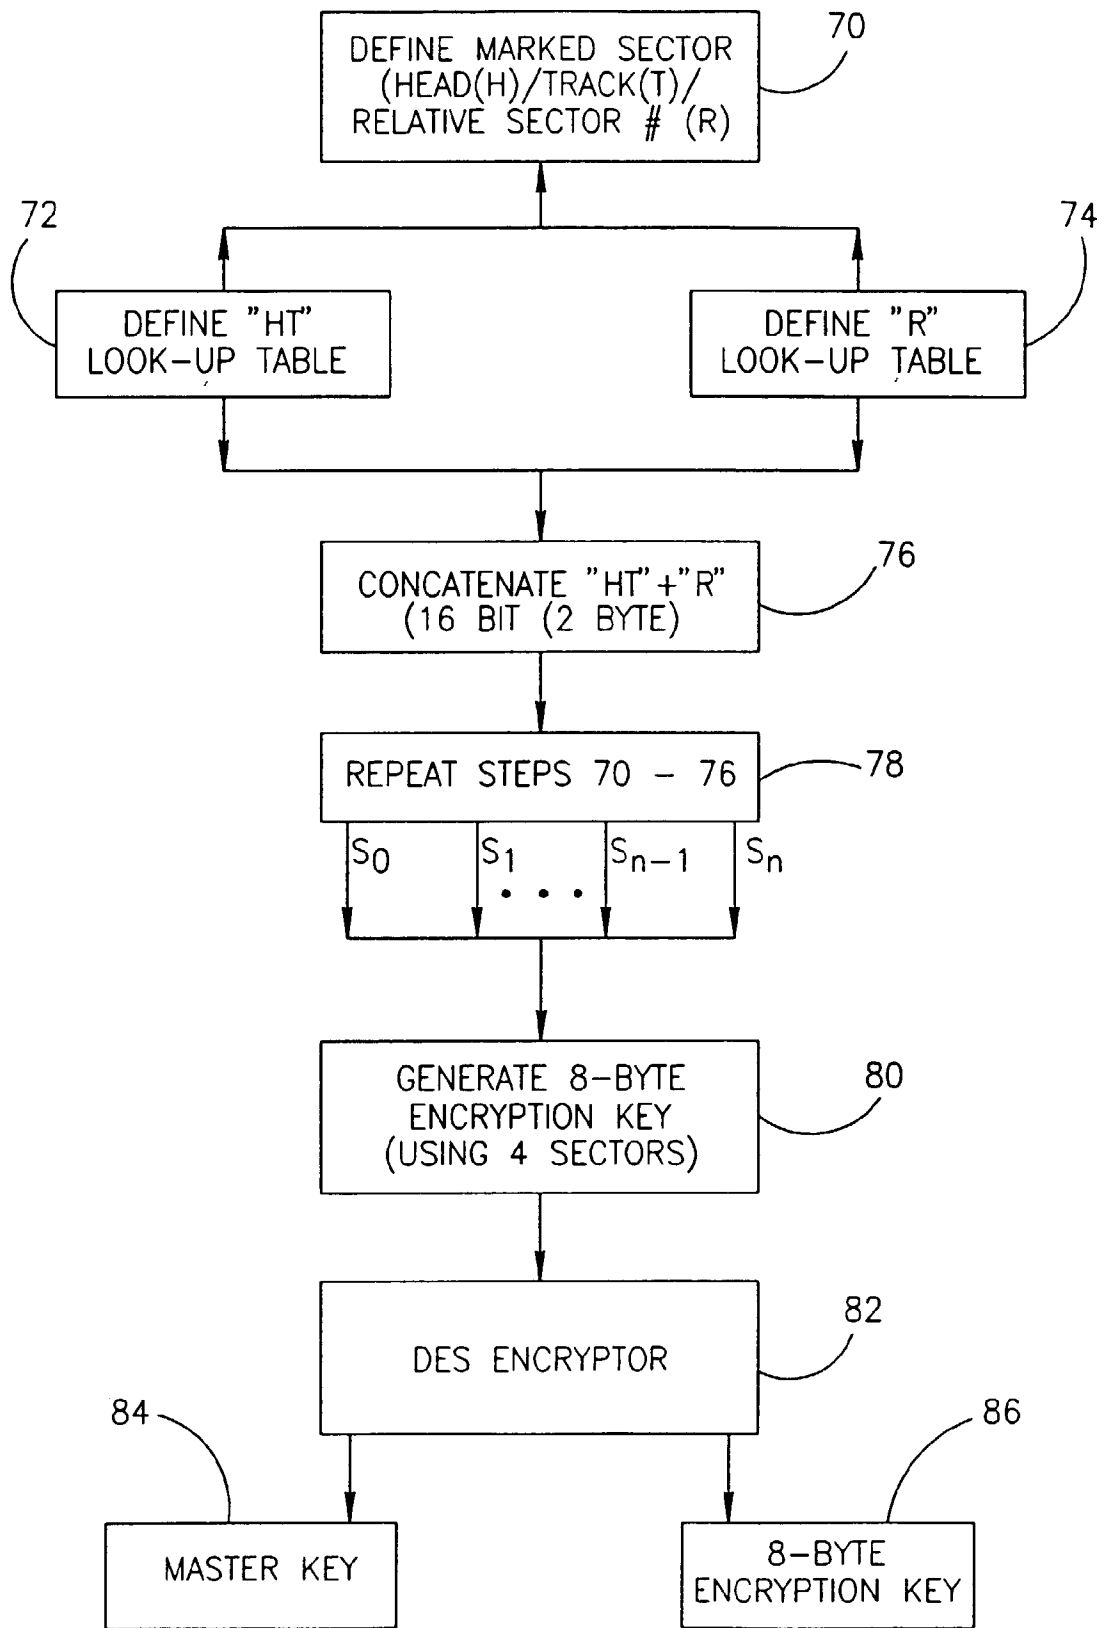 70
DEFINE MARKED SECTOR
(HEAD(H)/TRACK(T)/
RELATIVE SECTOR # (R)
72
74
DEFINE "HT"
LOOK-UP TABLE
DEFINE "R"
LOOK-UP TABLE
76
CONCATENATE "HT"+"R"
(16 BIT (2 BYTE)
78
REPEAT STEPS 70 - 76
S0 S1 ... Sn-1 Sn
80
GENERATE 8-BYTE
ENCRYPTION KEY
(USING 4 SECTORS)
82
DES ENCRYPTOR
84
86
MASTER KEY
8-BYTE
ENCRYPTION KEY